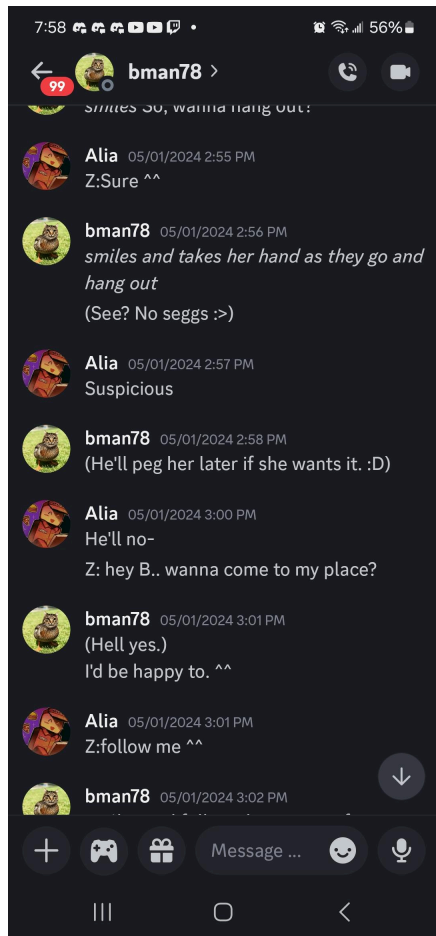 7:58
56%
99
bman78
smiles So, wanna hang out?
Alia 05/01/2024 2:55 PM
Z:Sure ^^
bman78 05/01/2024 2:56 PM
smiles and takes her hand as they go and
hang out
(See? No seggs :>)
Alia 05/01/2024 2:57 PM
Suspicious
bman78 05/01/2024 2:58 PM
(He'll peg her later if she wants it. :D)
Alia 05/01/2024 3:00 PM
He'll no-
Z: hey B.. wanna come to my place?
bman78 05/01/2024 3:01 PM
(Hell yes.)
I'd be happy to. ^^
Alia 05/01/2024 3:01 PM
Z:follow me ^^
bman78 05/01/2024 3:02 PM
Message ...